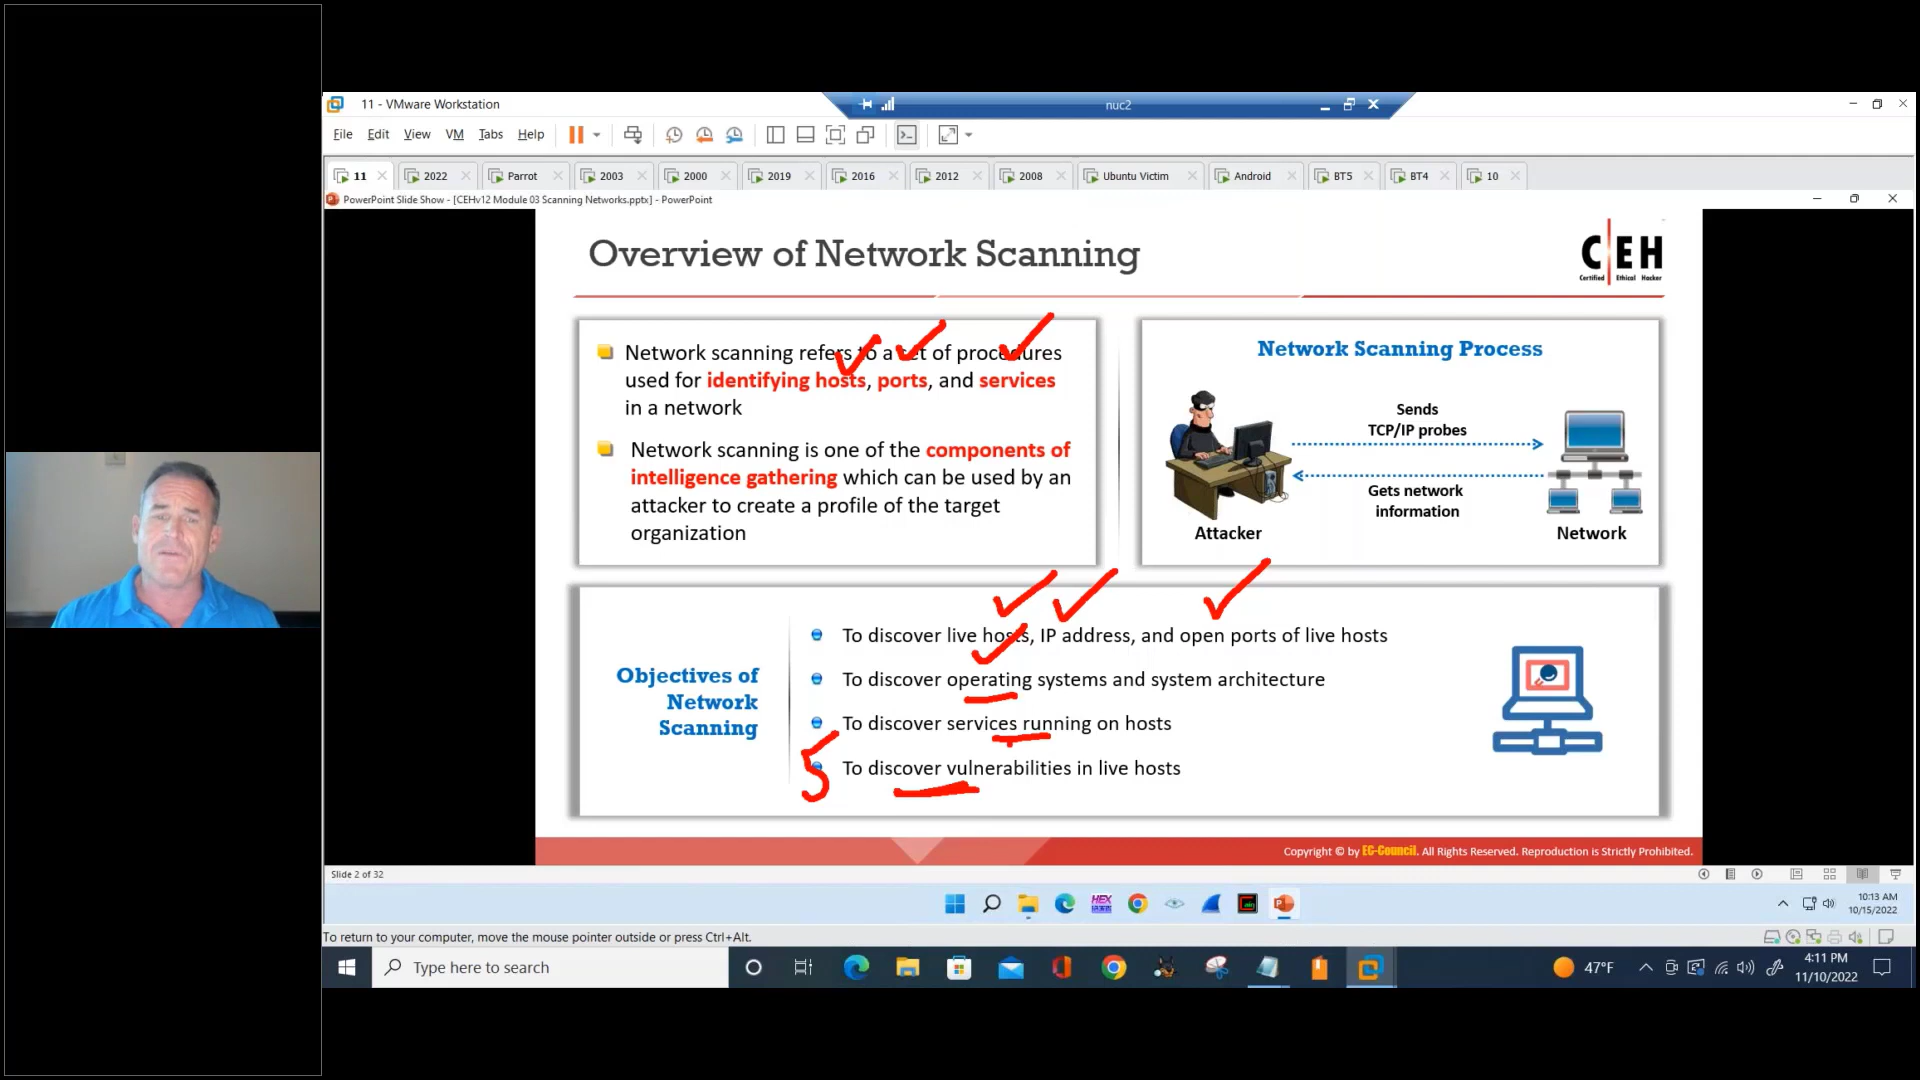 11 - VMware Workstation
nuc2
File Edit View VM Tabs Help
11 2022 Parrot 2003 2000 2019 2016 2012 2008 Ubuntu Victim Android BT5 BT4 10
PowerPoint Slide Show - [CEHv12 Module 03 Scanning Networks.pptx] - PowerPoint
Overview of Network Scanning
CEH
Certified Ethical Hacker
Network scanning refers to a set of procedures
used for identifying hosts, ports, and services
in a network
Network scanning is one of the components of
intelligence gathering which can be used by an
attacker to create a profile of the target
organization
Network Scanning Process
Sends
TCP/IP probes
Gets network
information
Attacker
Network
Objectives of
Network
Scanning
To discover live hosts, IP address, and open ports of live hosts
To discover operating systems and system architecture
To discover services running on hosts
5
To discover vulnerabilities in live hosts
Copyright © by EC-Council. All Rights Reserved. Reproduction is Strictly Prohibited.
Slide 2 of 32
HEX
10:13 AM
10/15/2022
To return to your computer, move the mouse pointer outside or press Ctrl+Alt.
Type here to search
47°F
4:11 PM
11/10/2022